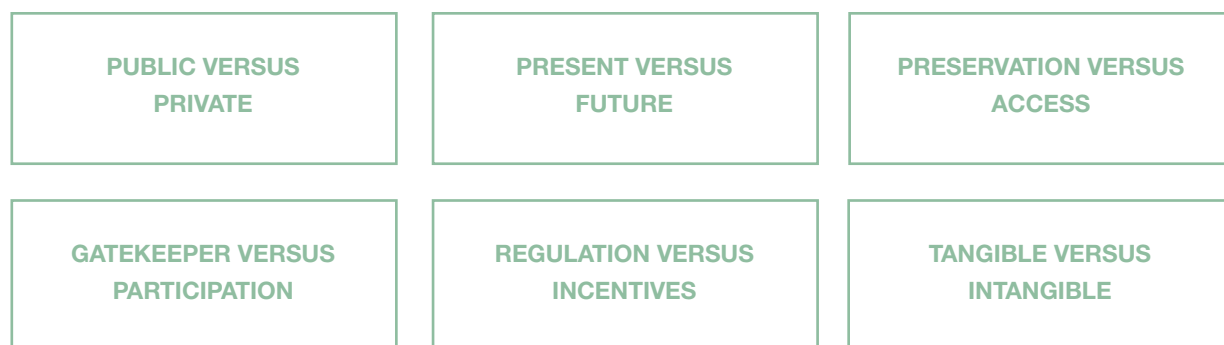 PUBLIC VERSUS
PRIVATE
PRESENT VERSUS
FUTURE
PRESERVATION VERSUS
ACCESS
GATEKEEPER VERSUS
PARTICIPATION
REGULATION VERSUS
INCENTIVES
TANGIBLE VERSUS
INTANGIBLE